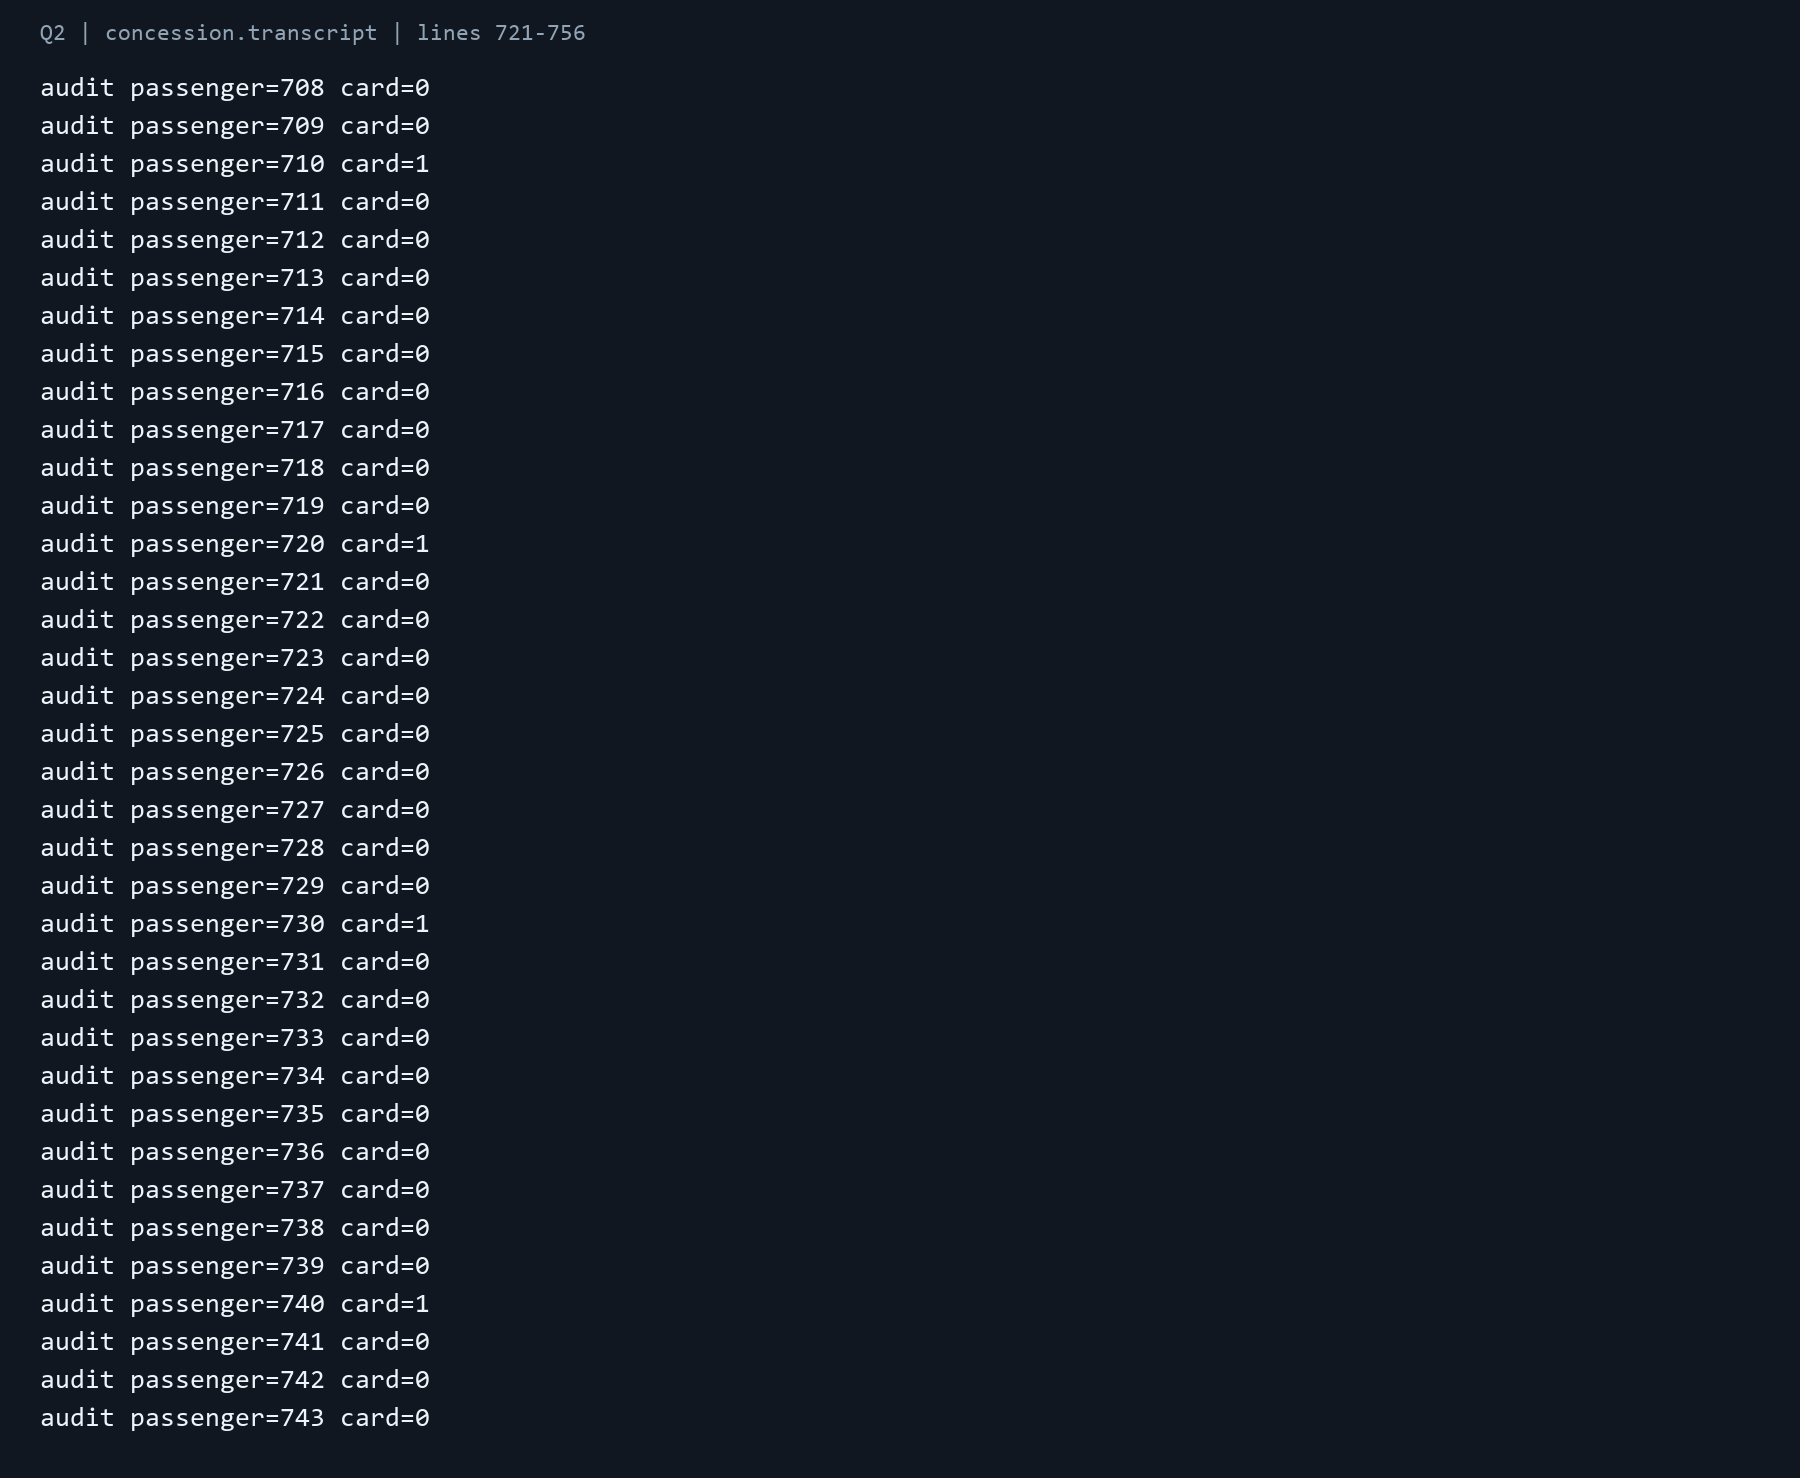 Q2 | concession.transcript | lines 721-756
audit passenger=708 card=0
audit passenger=709 card=0
audit passenger=710 card=1
audit passenger=711 card=0
audit passenger=712 card=0
audit passenger=713 card=0
audit passenger=714 card=0
audit passenger=715 card=0
audit passenger=716 card=0
audit passenger=717 card=0
audit passenger=718 card=0
audit passenger=719 card=0
audit passenger=720 card=1
audit passenger=721 card=0
audit passenger=722 card=0
audit passenger=723 card=0
audit passenger=724 card=0
audit passenger=725 card=0
audit passenger=726 card=0
audit passenger=727 card=0
audit passenger=728 card=0
audit passenger=729 card=0
audit passenger=730 card=1
audit passenger=731 card=0
audit passenger=732 card=0
audit passenger=733 card=0
audit passenger=734 card=0
audit passenger=735 card=0
audit passenger=736 card=0
audit passenger=737 card=0
audit passenger=738 card=0
audit passenger=739 card=0
audit passenger=740 card=1
audit passenger=741 card=0
audit passenger=742 card=0
audit passenger=743 card=0